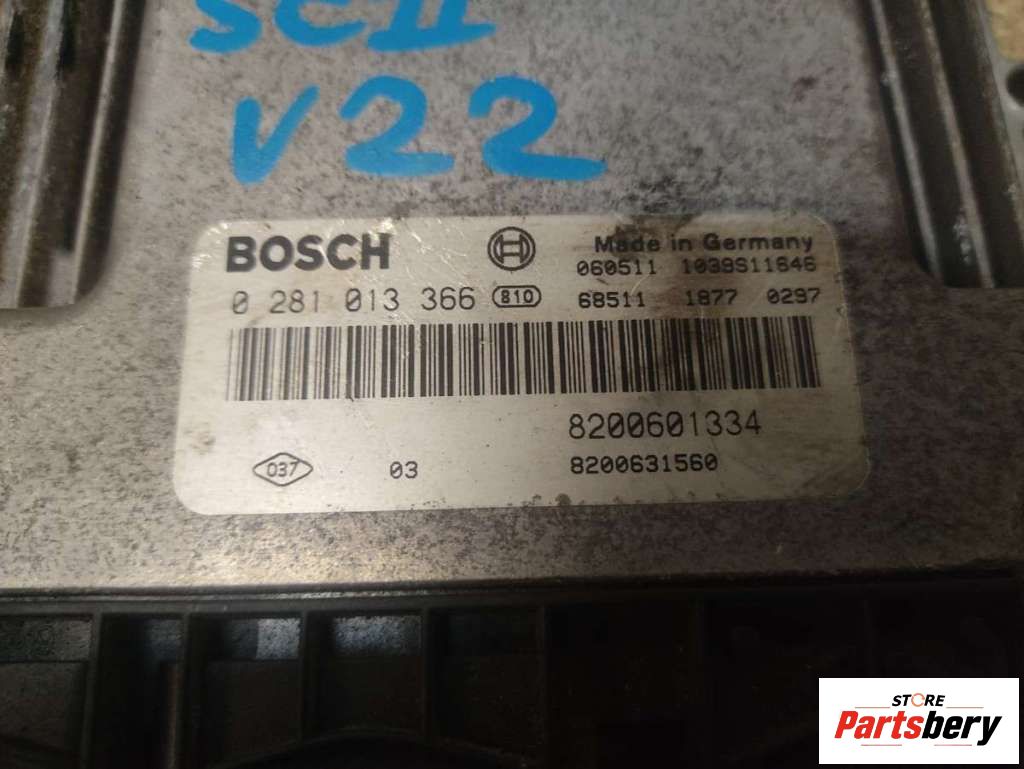 SCII
V22
BOSCH
Made in Germany
060511 1039S11646
0 281 013 366 810
68511 1877 0297
8200601334
037 03 8200631560
STORE
Partsbery